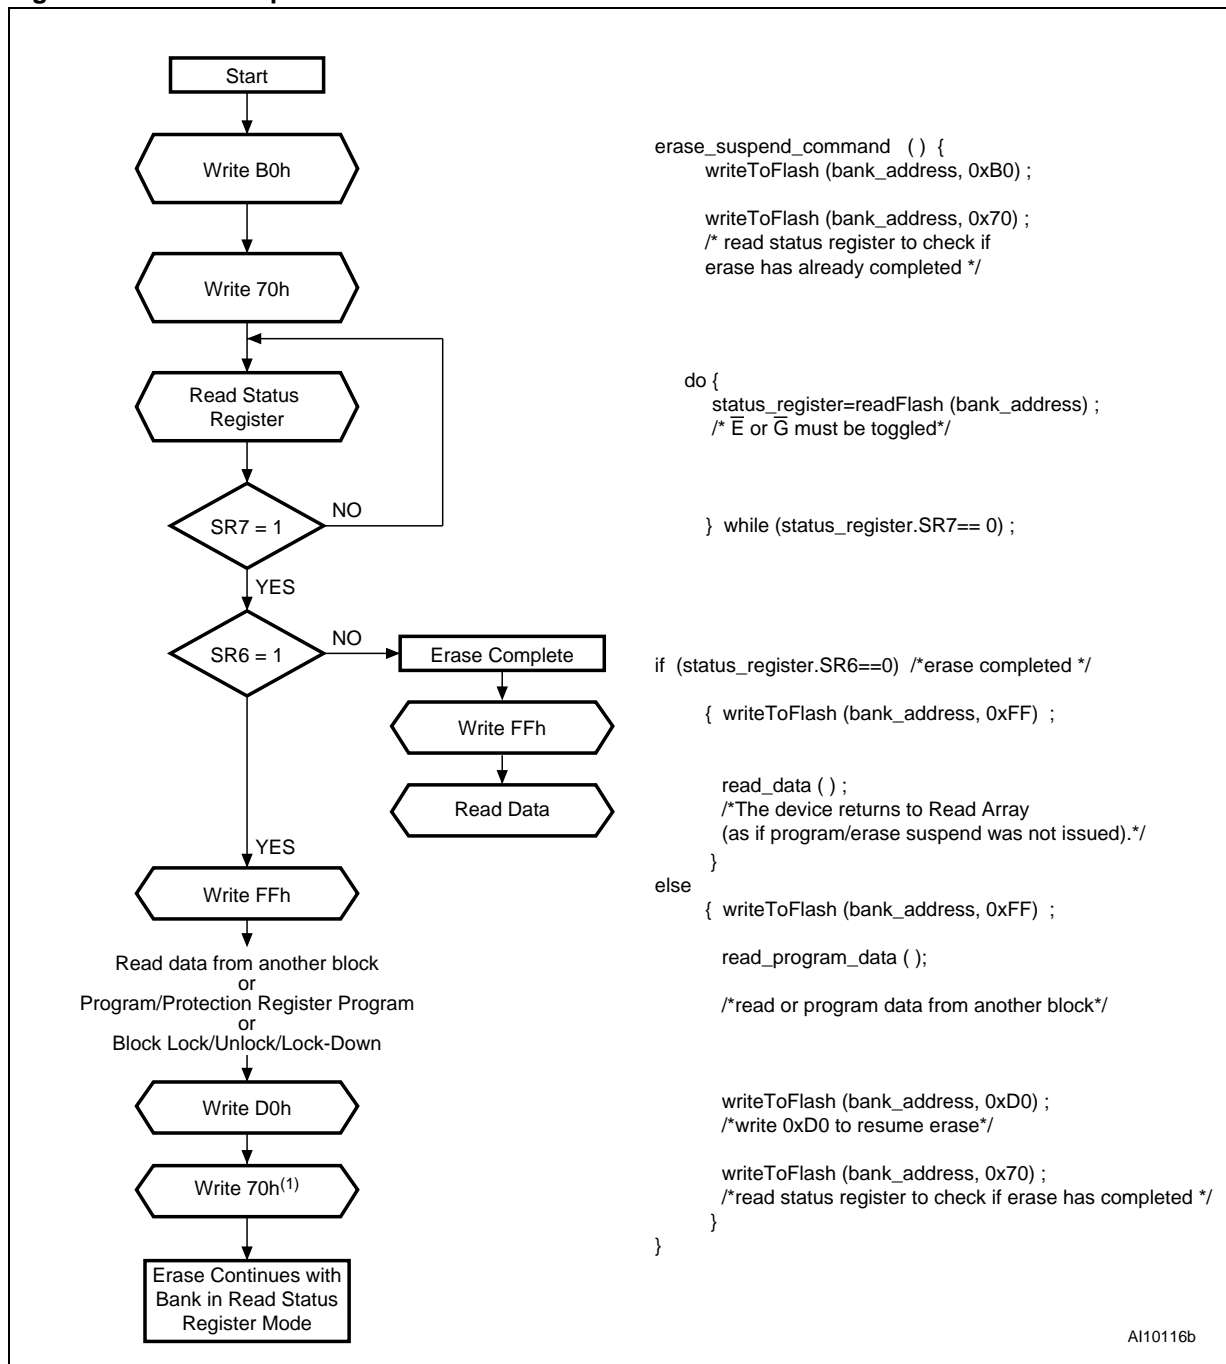 Start
Write B0h
Write 70h
Read Status
Register
SR7 = 1
NO
YES
SR6 = 1
NO
Erase Complete
Write FFh
Read Data
YES
Write FFh
Read data from another block
or
Program/Protection Register Program
or
Block Lock/Unlock/Lock-Down
Write D0h
Write 70h(1)
Erase Continues with
Bank in Read Status
Register Mode
erase_suspend_command ( ) {
writeToFlash (bank_address, 0xB0) ;
writeToFlash (bank_address, 0x70) ;
/* read status register to check if
erase has already completed */
do {
status_register=readFlash (bank_address) ;
/* E̅ or G̅ must be toggled*/
} while (status_register.SR7== 0) ;
if (status_register.SR6==0) /*erase completed */
{ writeToFlash (bank_address, 0xFF) ;
read_data ( ) ;
/*The device returns to Read Array
(as if program/erase suspend was not issued).*/
}
else
{ writeToFlash (bank_address, 0xFF) ;
read_program_data ( );
/*read or program data from another block*/
writeToFlash (bank_address, 0xD0) ;
/*write 0xD0 to resume erase*/
writeToFlash (bank_address, 0x70) ;
/*read status register to check if erase has completed */
}
}
AI10116b